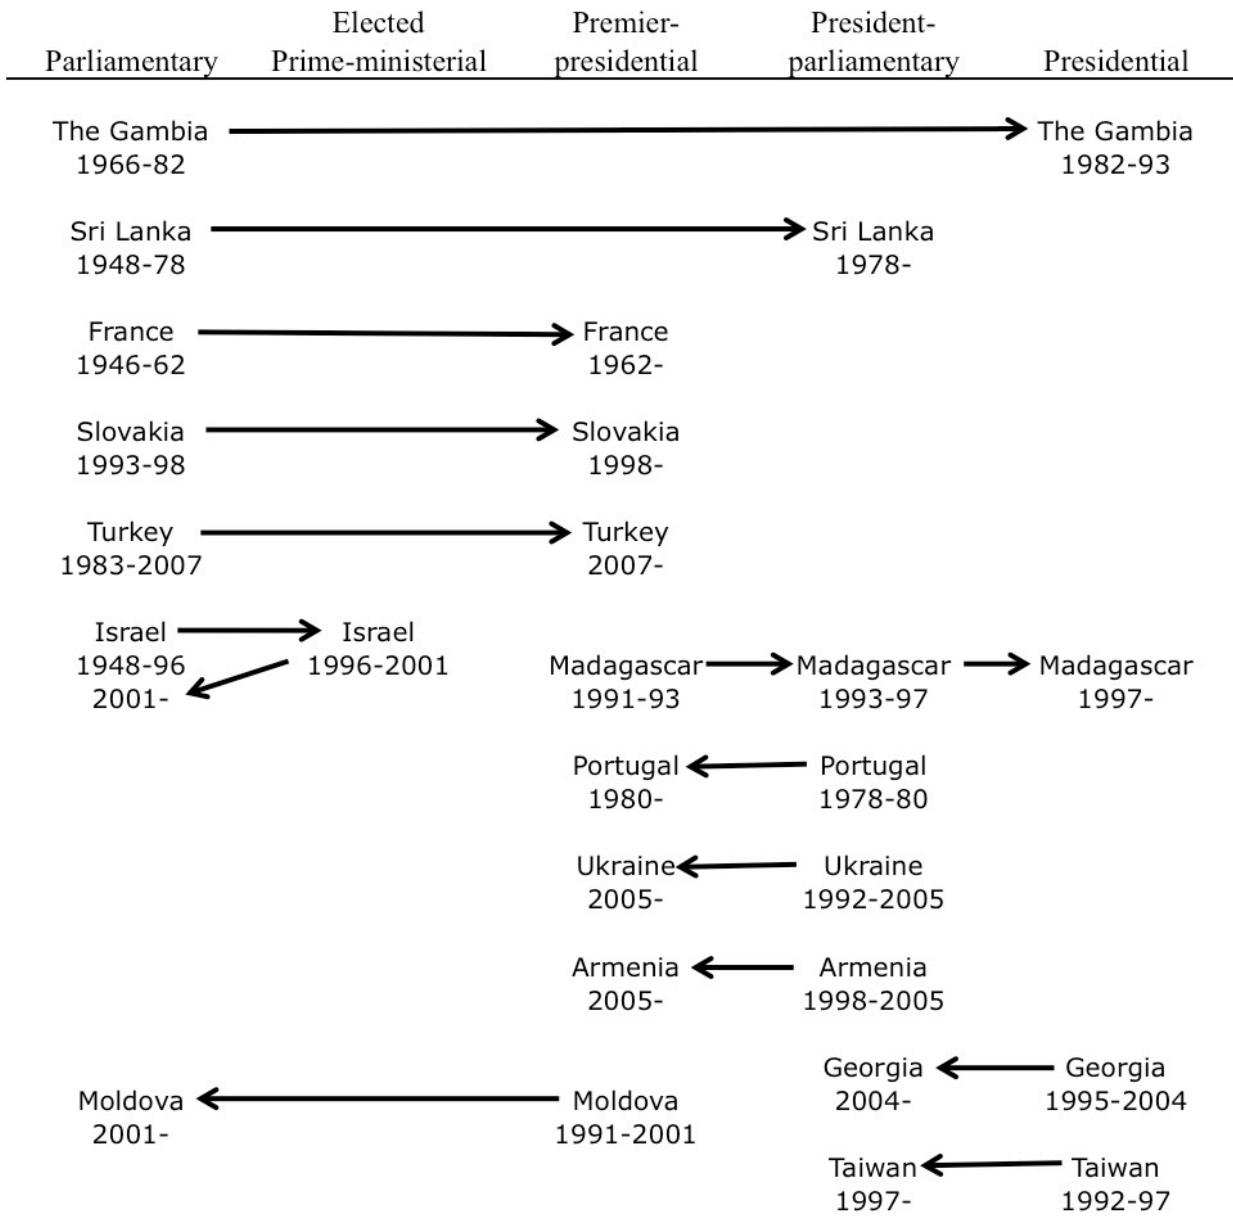 Elected Premier- President-
Parliamentary Prime-ministerial presidential parliamentary Presidential
The Gambia The Gambia
1966-82 1982-93
Sri Lanka Sri Lanka
1948-78 1978-
France France
1946-62 1962-
Slovakia Slovakia
1993-98 1998-
Turkey Turkey
1983-2007 2007-
Israel Israel
1948-96 1996-2001 Madagascar Madagascar Madagascar
2001- 1991-93 1993-97 1997-
Portugal Portugal
1980- 1978-80
Ukraine Ukraine
2005- 1992-2005
Armenia Armenia
2005- 1998-2005
Georgia Georgia
2004- 1995-2004
Moldova Moldova
2001- 1991-2001
Taiwan Taiwan
1997- 1992-97